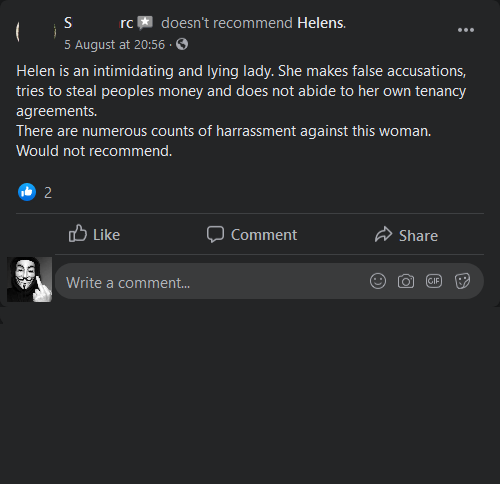 S rc doesn't recommend Helens.
5 August at 20:56 ·
Helen is an intimidating and lying lady. She makes false accusations,
tries to steal peoples money and does not abide to her own tenancy
agreements.
There are numerous counts of harrassment against this woman.
Would not recommend.
2
Like Comment Share
Write a comment...
GIF